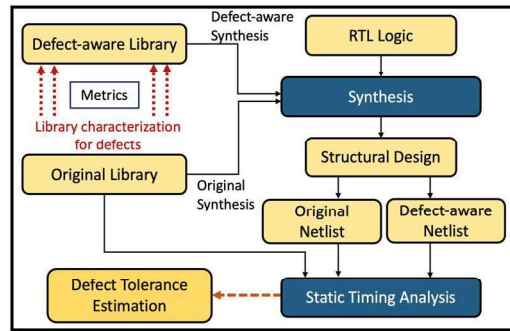 Defect-aware
Synthesis
Defect-aware Library
RTL Logic
Metrics
Synthesis
Library characterization
for defects
Structural Design
Original Library
Original
Synthesis
Original
Netlist
Defect-aware
Netlist
Defect Tolerance
Estimation
Static Timing Analysis